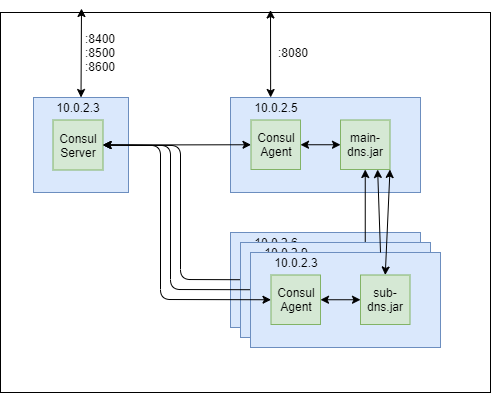 :8400
:8500
:8600
:8080
10.0.2.3
Consul
Server
10.0.2.5
Consul
Agent
main-
dns.jar
10.0.2.3
Consul
Agent
sub-
dns.jar